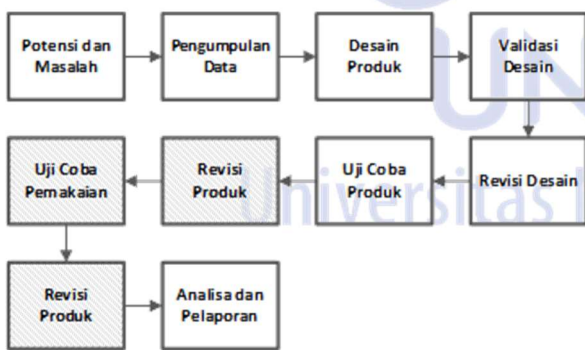 Potensi dan
Masalah
Pengumpulan
Data
Desain
Produk
Validasi
Desain
Uji Coba
Pemakaian
Revisi
Produk
Uji Coba
Produk
Revisi Desain
Revisi
Produk
Analisa dan
Pelaporan
UN
Universitas